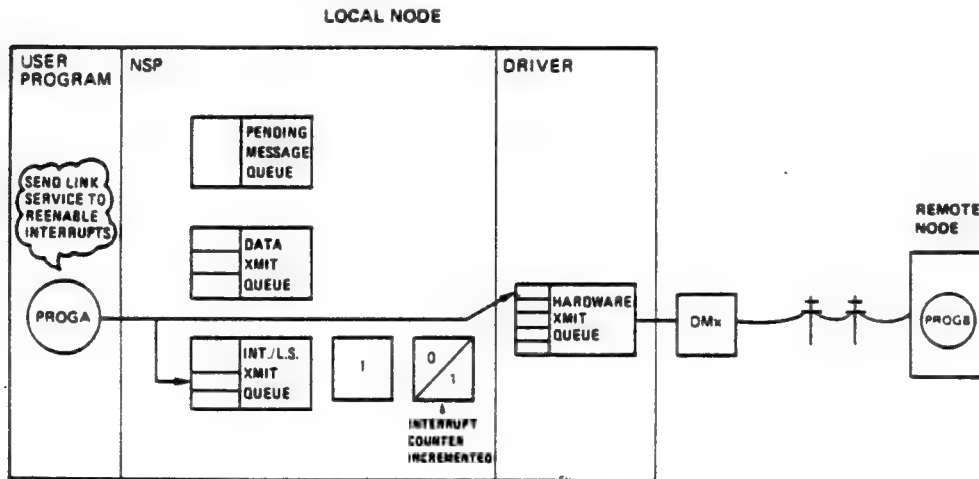 LOCAL NODE
USER
PROGRAM
NSP
DRIVER
PENDING
MESSAGE
QUEUE
SEND LINK
SERVICE TO
REENABLE
INTERRUPTS
DATA
XMIT
QUEUE
REMOTE
NODE
PROGA
HARDWARE
XMIT
QUEUE
DMx
PROGB
INT./L.S.
XMIT
QUEUE
1
0
1
INTERRUPT
COUNTER
INCREMENTED